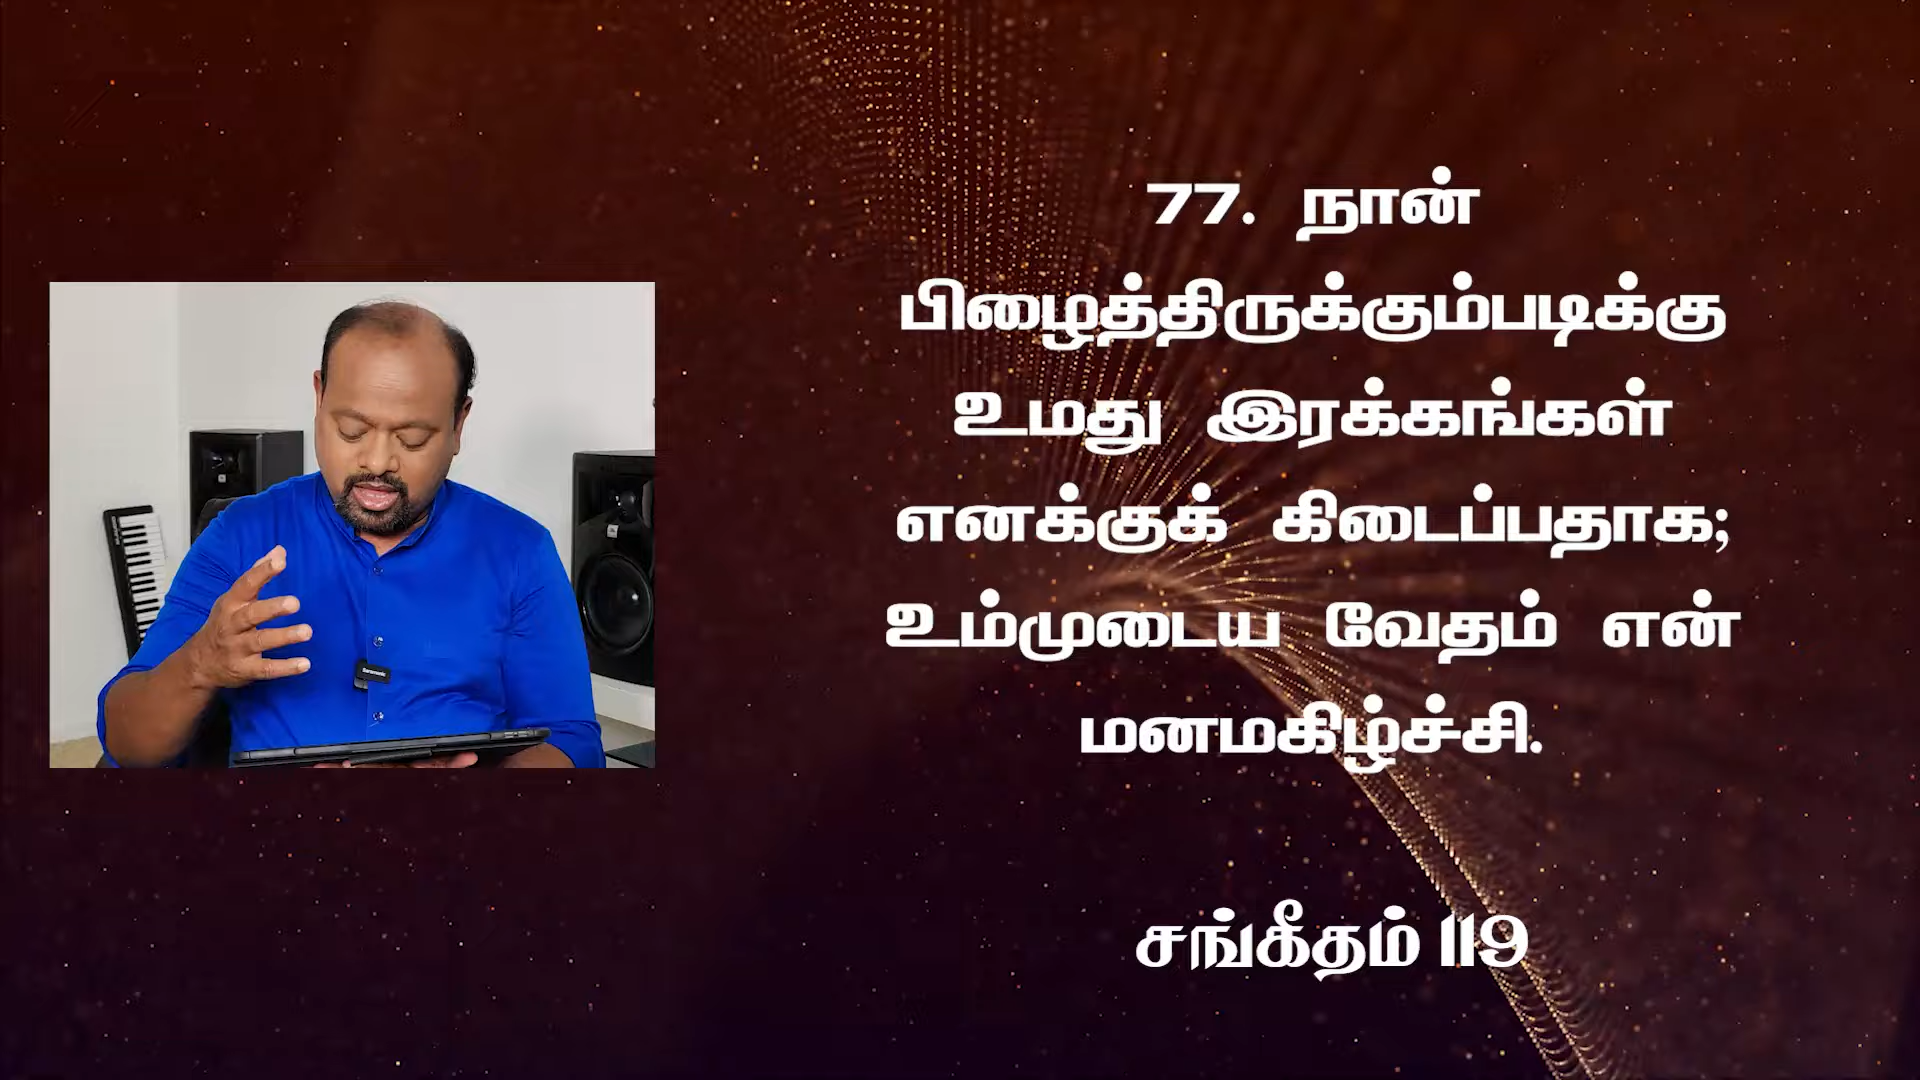 77. நான்
பிழைத்திருக்கும்படிக்கு
உமது இரக்கங்கள்
எனக்குக் கிடைப்பதாக;
உம்முடைய வேதம் என்
மனமகிழ்ச்சி.
சங்கீதம் 119